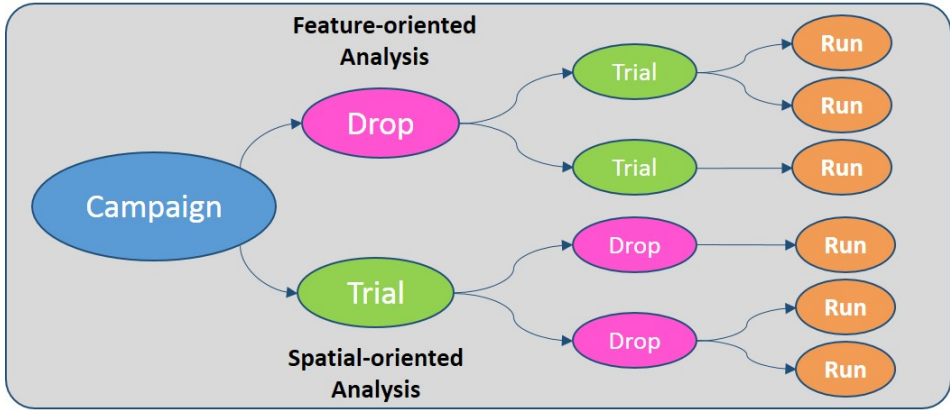 Feature-oriented
Analysis
Campaign
Drop
Trial
Run
Run
Trial
Run
Trial
Drop
Run
Drop
Run
Run
Spatial-oriented
Analysis